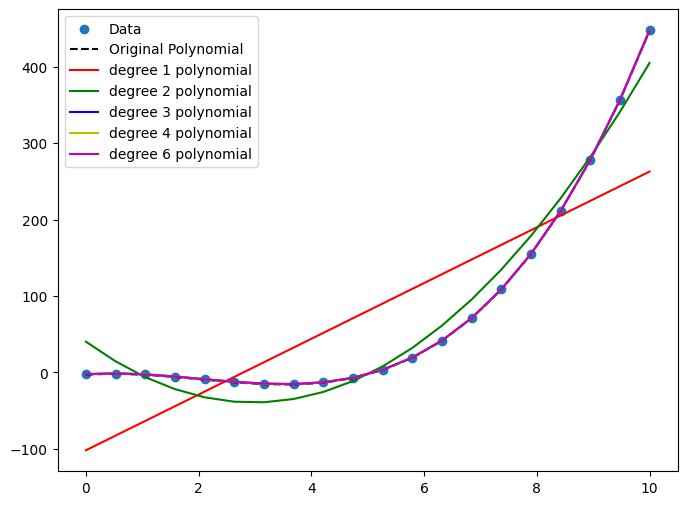 Data
Original Polynomial
degree 1 polynomial
degree 2 polynomial
degree 3 polynomial
degree 4 polynomial
degree 6 polynomial
400
300
200
100
0
−100
0 2 4 6 8 10